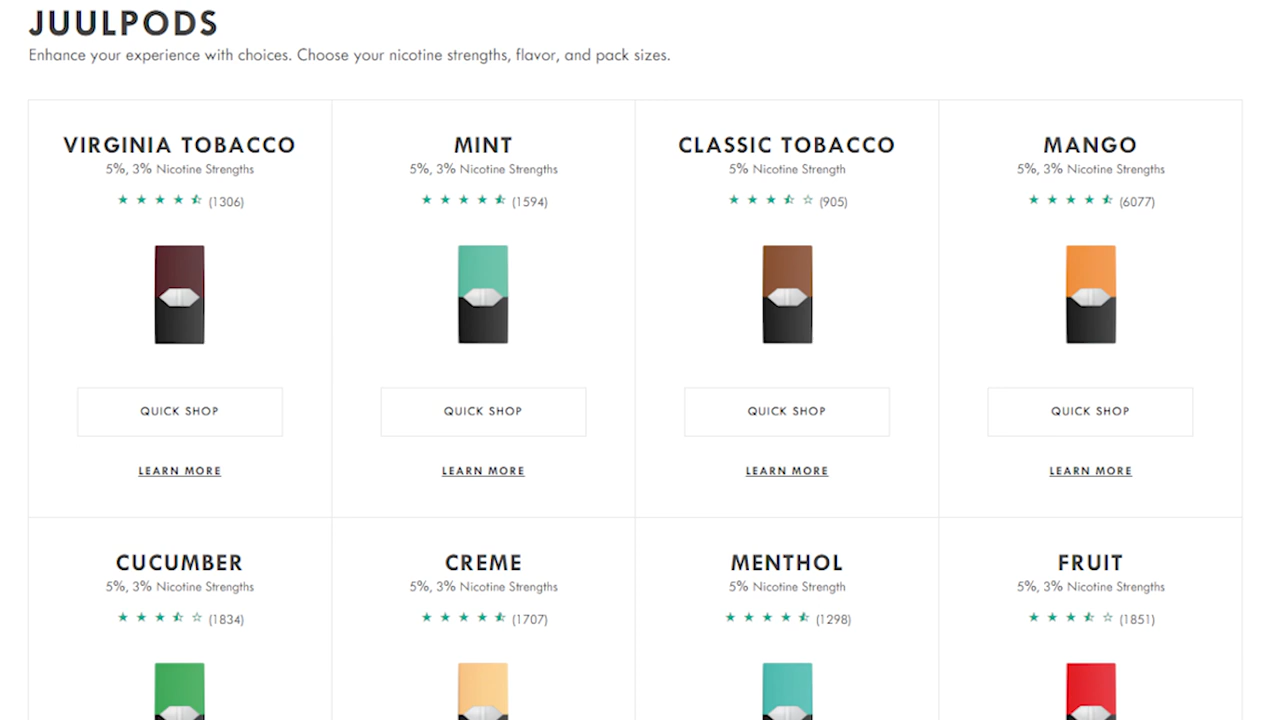 JUULPODS
Enhance your experience with choices. Choose your nicotine strengths, flavor, and pack sizes.
VIRGINIA TOBACCO
5%, 3% Nicotine Strengths
(1306)
QUICK SHOP
LEARN MORE
MINT
5%, 3% Nicotine Strengths
(1594)
QUICK SHOP
LEARN MORE
CLASSIC TOBACCO
5% Nicotine Strength
(905)
QUICK SHOP
LEARN MORE
MANGO
5%, 3% Nicotine Strengths
(6077)
QUICK SHOP
LEARN MORE
CUCUMBER
5%, 3% Nicotine Strengths
(1834)
CREME
5%, 3% Nicotine Strengths
(1707)
MENTHOL
5% Nicotine Strength
(1298)
FRUIT
5%, 3% Nicotine Strengths
(1851)